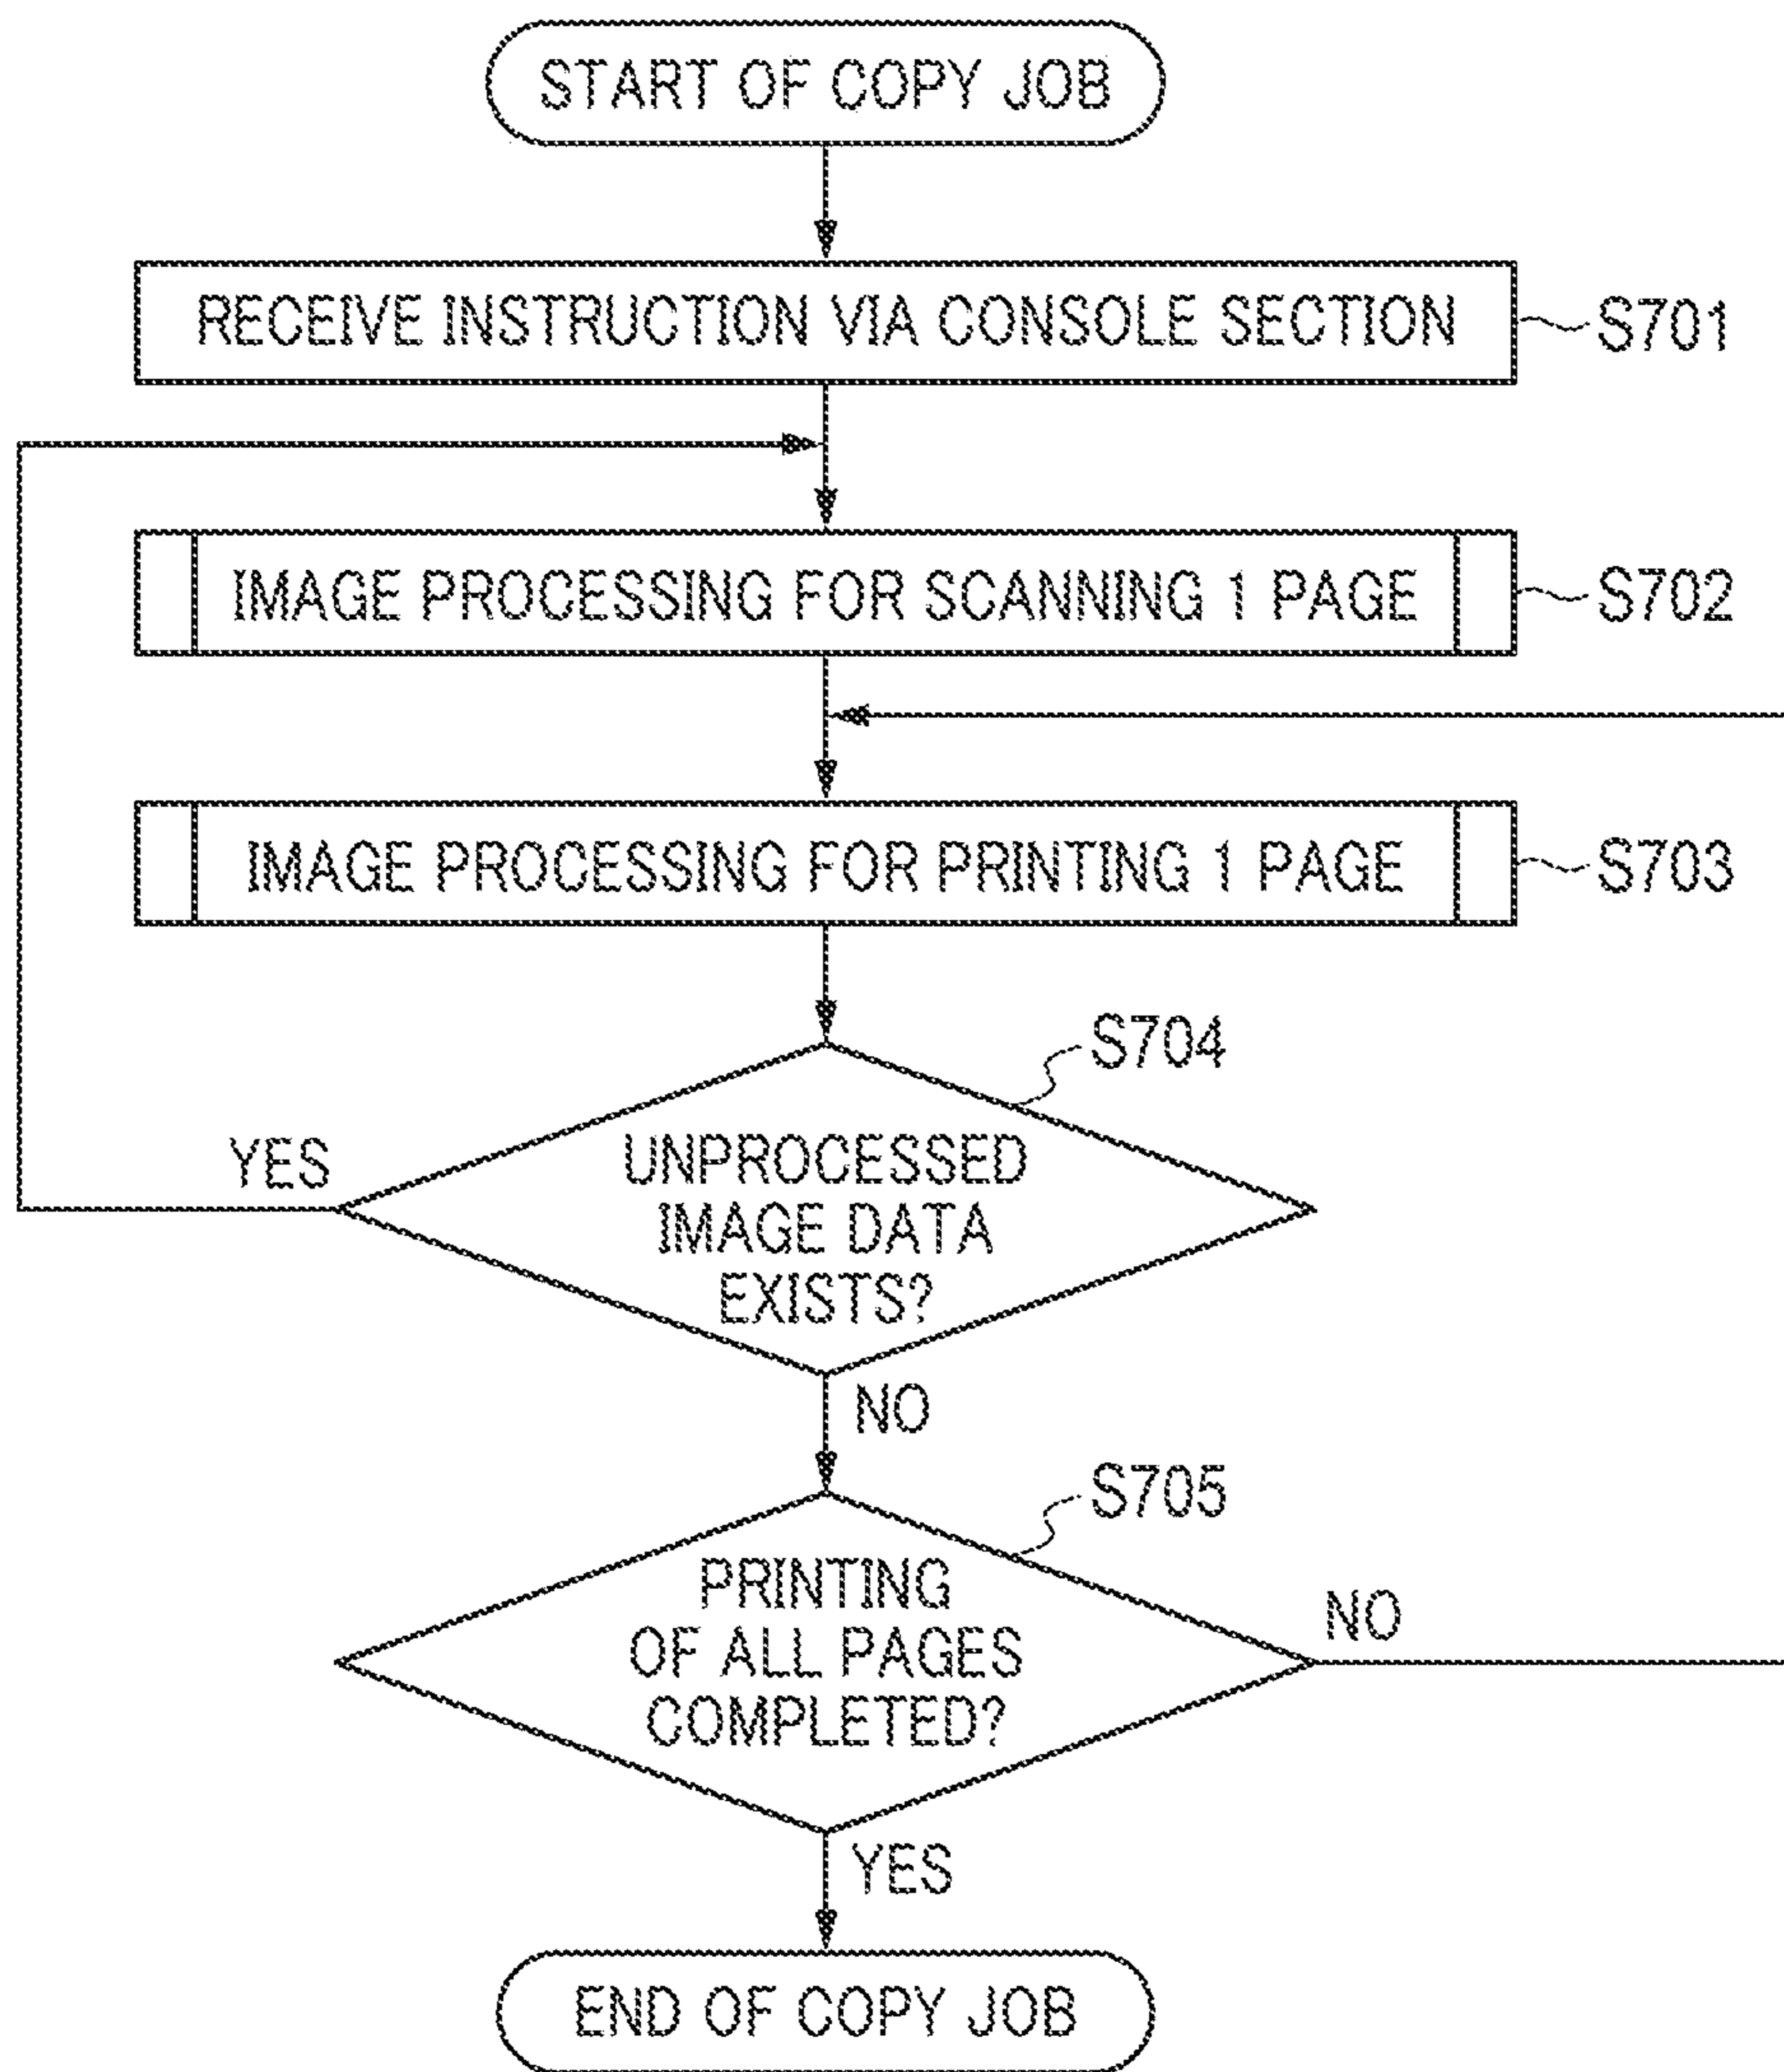 START OF COPY JOB
RECEIVE INSTRUCTION VIA CONSOLE SECTION
S701
IMAGE PROCESSING FOR SCANNING 1 PAGE
S702
IMAGE PROCESSING FOR PRINTING 1 PAGE
S703
S704
YES
UNPROCESSED
IMAGE DATA
EXISTS?
NO
S705
PRINTING
OF ALL PAGES
COMPLETED?
NO
YES
END OF COPY JOB